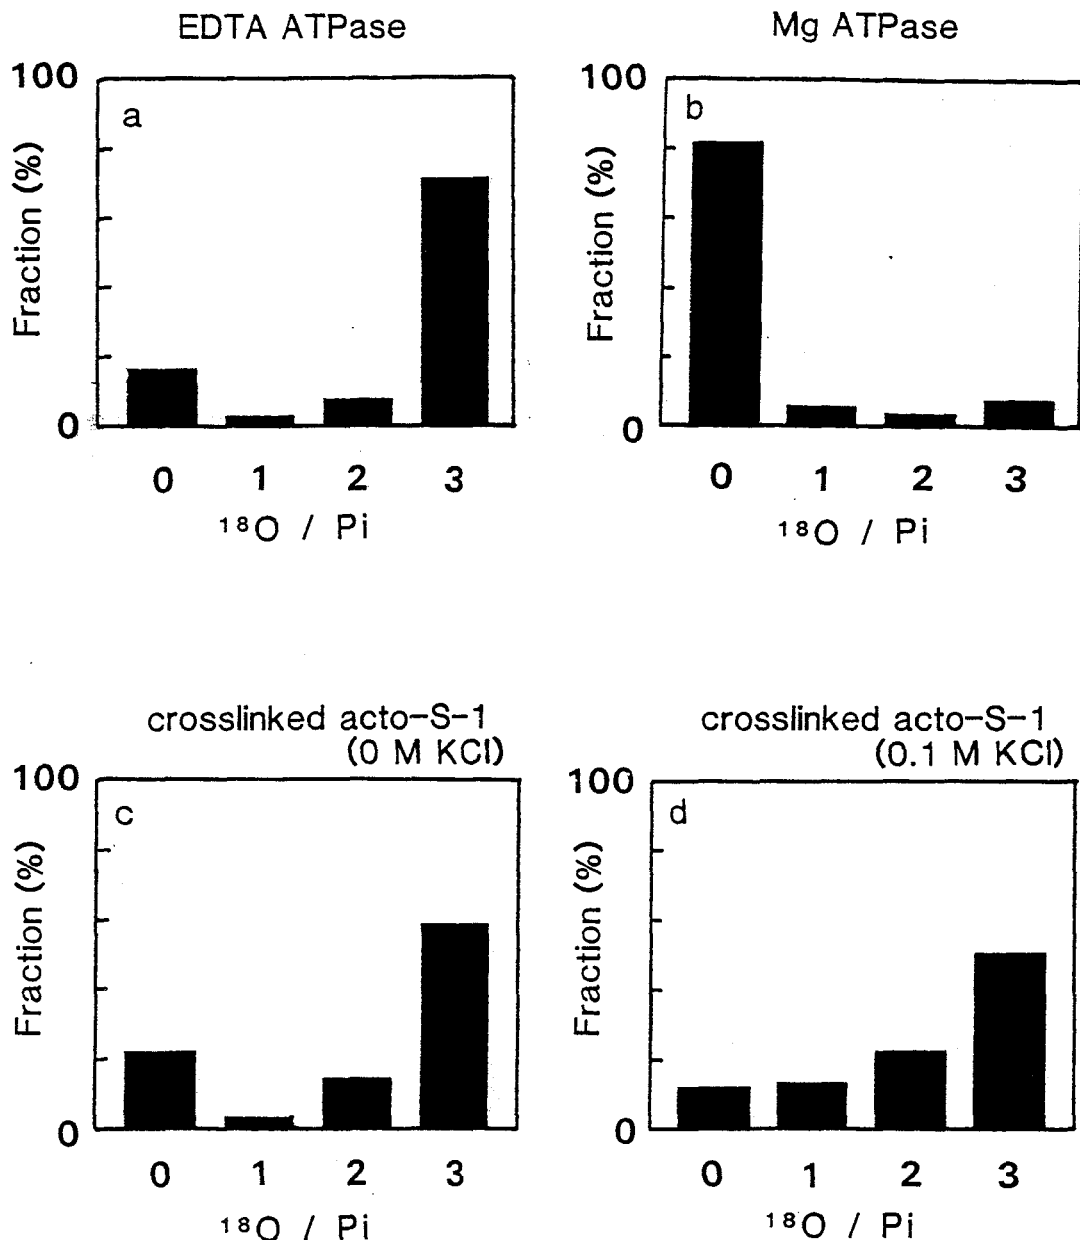 EDTA ATPase
Mg ATPase
100
a
Fraction (%)
0
0 1 2 3
¹⁸O / Pi
100
b
Fraction (%)
0
0 1 2 3
¹⁸O / Pi
crosslinked acto-S-1
(0 M KCl)
100
c
Fraction (%)
0
0 1 2 3
¹⁸O / Pi
crosslinked acto-S-1
(0.1 M KCl)
100
d
Fraction (%)
0
0 1 2 3
¹⁸O / Pi